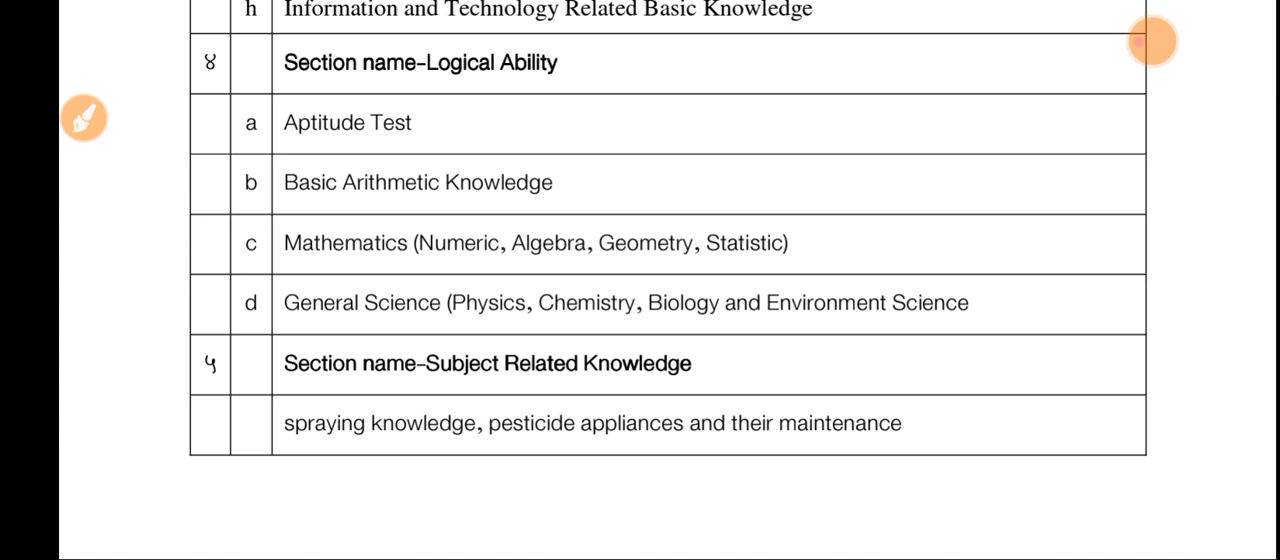 h Information and Technology Related Basic Knowledge
४ Section name-Logical Ability
a Aptitude Test
b Basic Arithmetic Knowledge
c Mathematics (Numeric, Algebra, Geometry, Statistic)
d General Science (Physics, Chemistry, Biology and Environment Science
५ Section name-Subject Related Knowledge
spraying knowledge, pesticide appliances and their maintenance